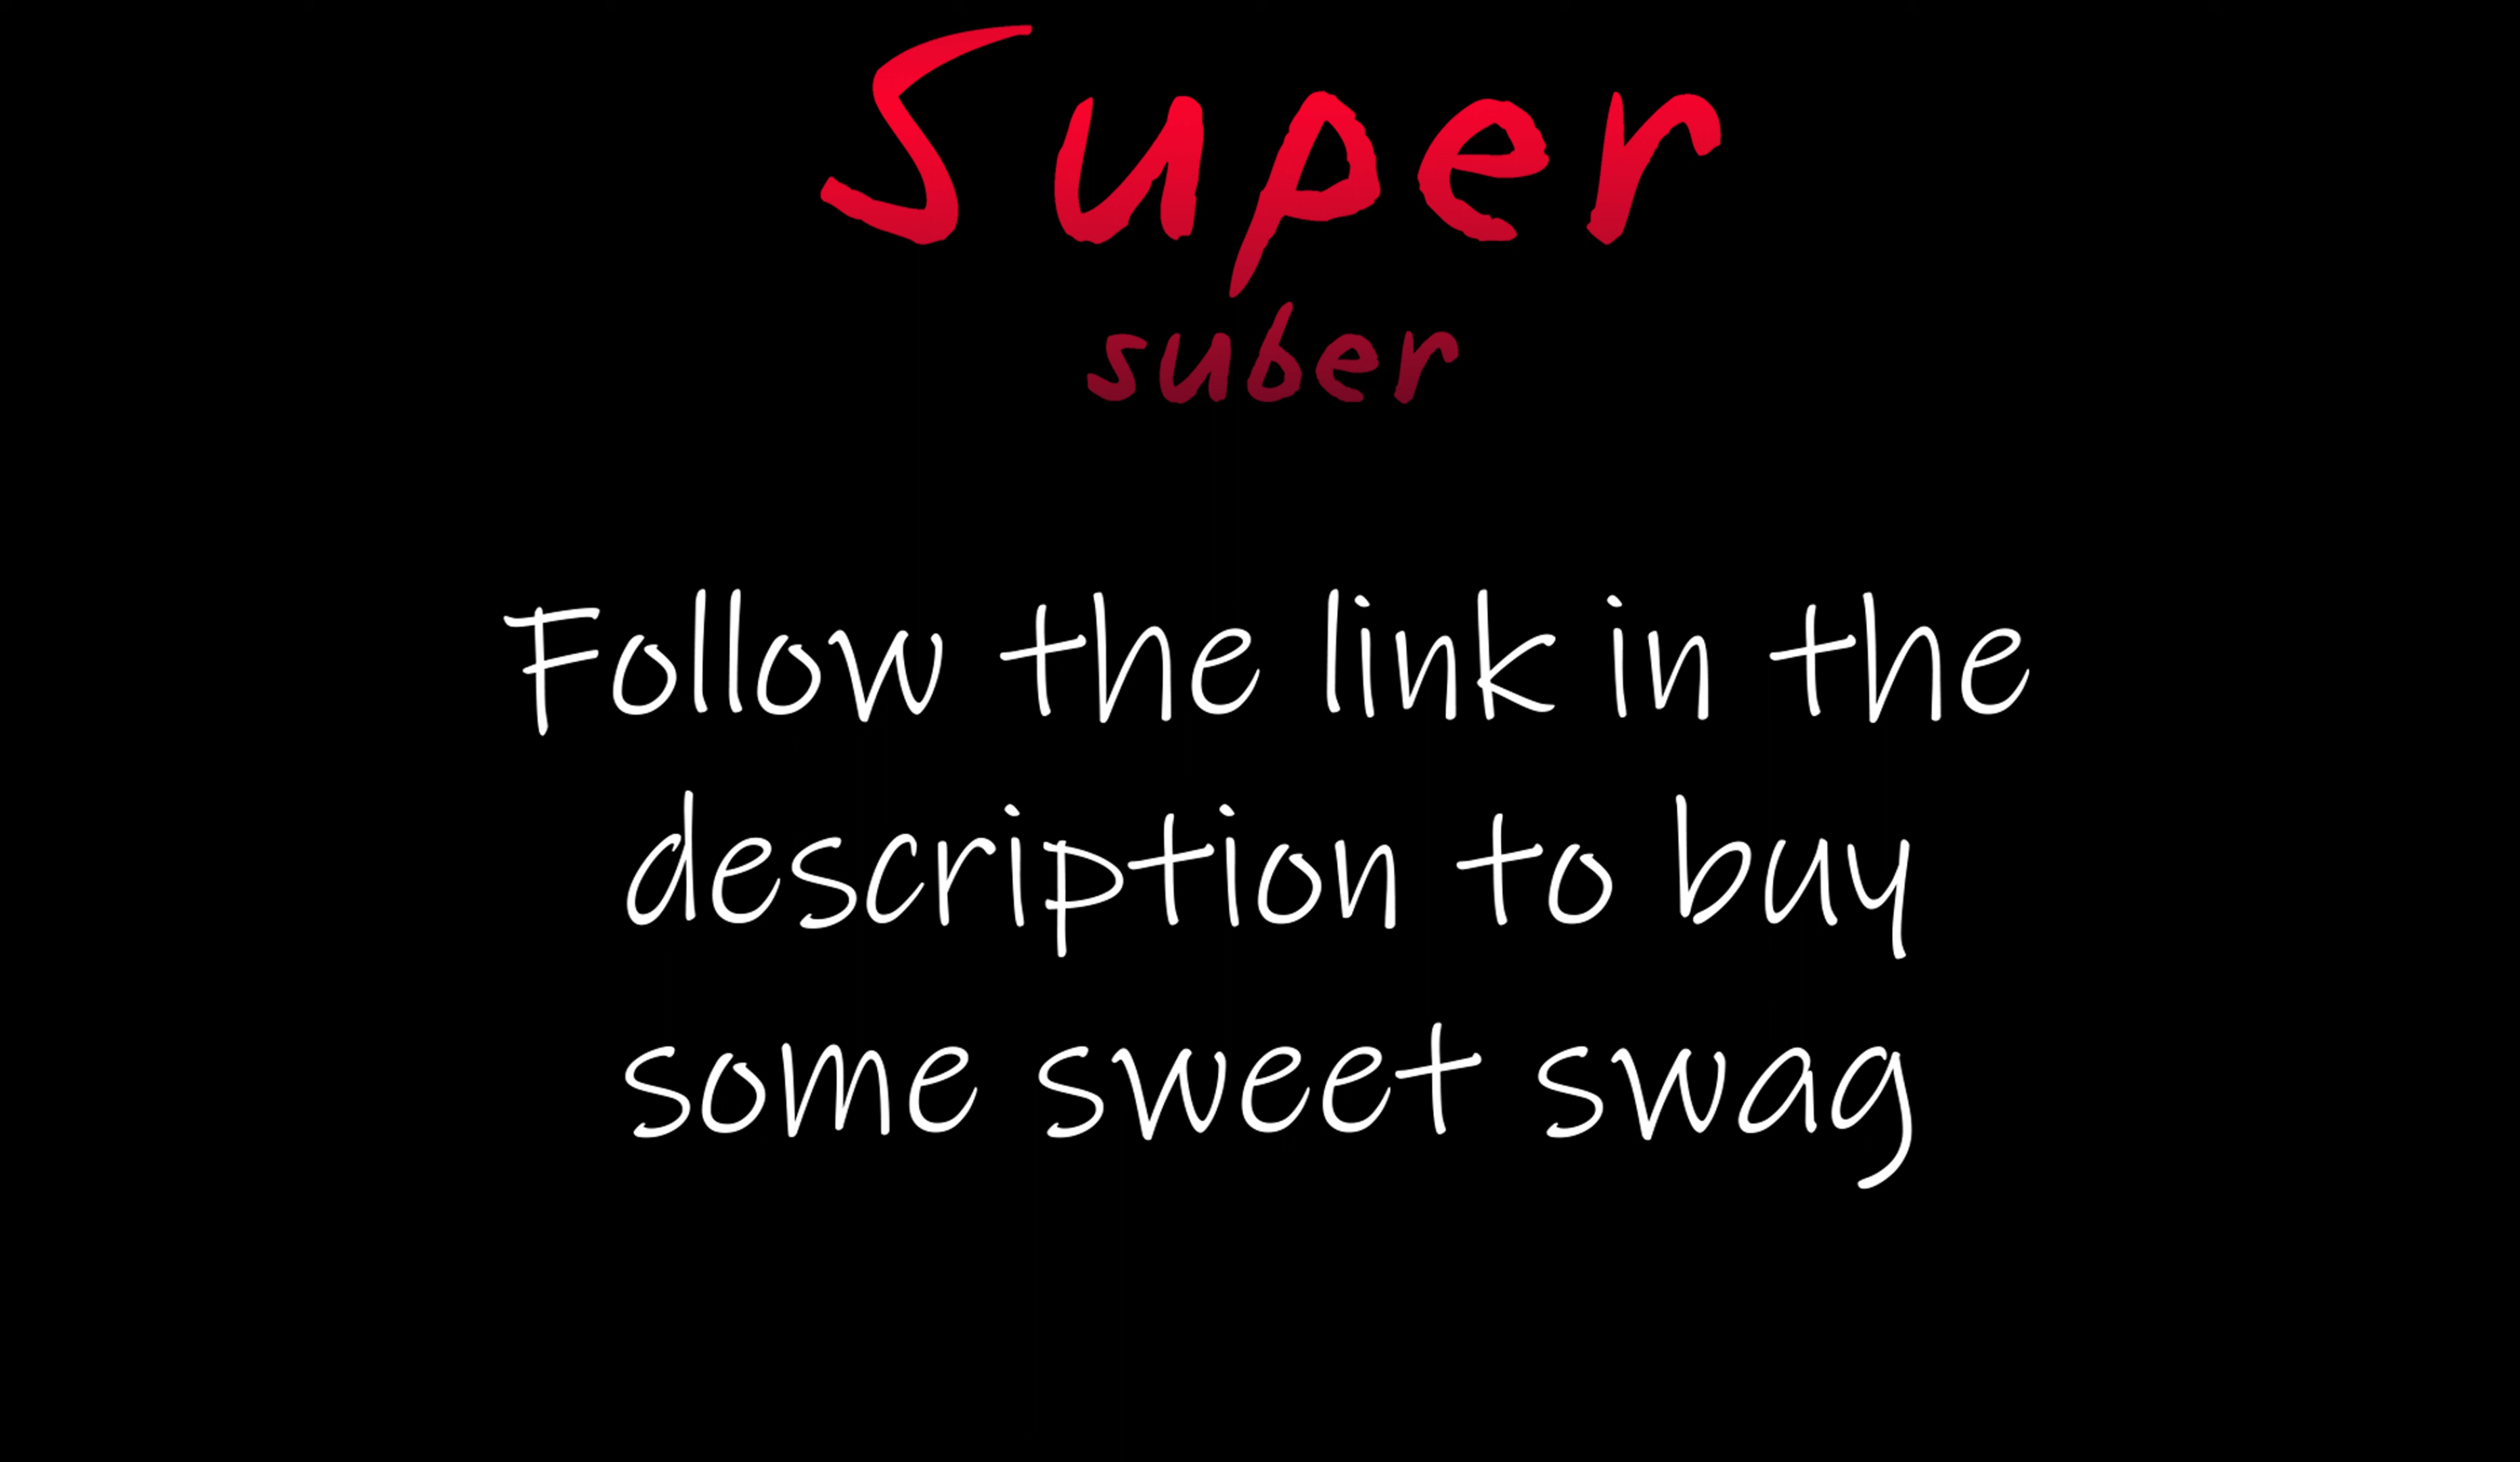 Super
suber
Follow the link in the
description to buy
some sweet swag